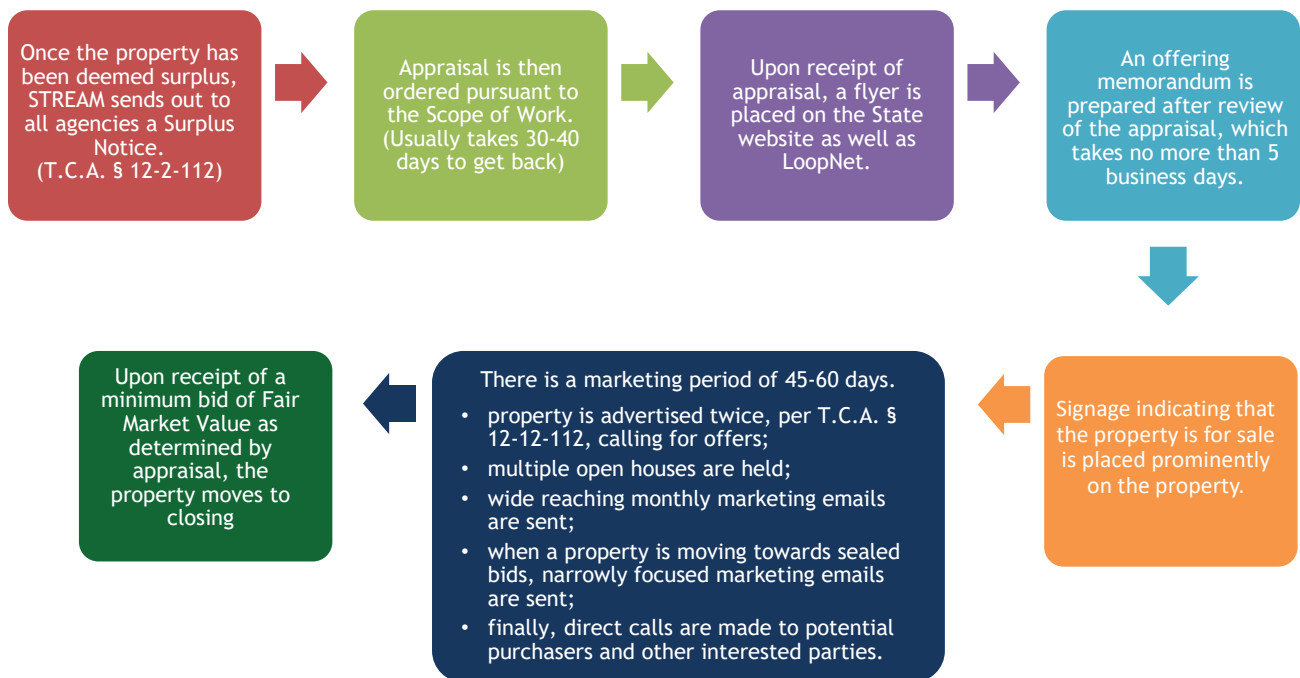 Once the property has
been deemed surplus,
STREAM sends out to
all agencies a Surplus
Notice.
(T.C.A. § 12-2-112)
Appraisal is then
ordered pursuant to
the Scope of Work.
(Usually takes 30-40
days to get back)
Upon receipt of
appraisal, a flyer is
placed on the State
website as well as
LoopNet.
An offering
memorandum is
prepared after review
of the appraisal, which
takes no more than 5
business days.
Signage indicating that
the property is for sale
is placed prominently
on the property.
There is a marketing period of 45-60 days.
• property is advertised twice, per T.C.A. §
12-12-112, calling for offers;
• multiple open houses are held;
• wide reaching monthly marketing emails
are sent;
• when a property is moving towards sealed
bids, narrowly focused marketing emails
are sent;
• finally, direct calls are made to potential
purchasers and other interested parties.
Upon receipt of a
minimum bid of Fair
Market Value as
determined by
appraisal, the
property moves to
closing